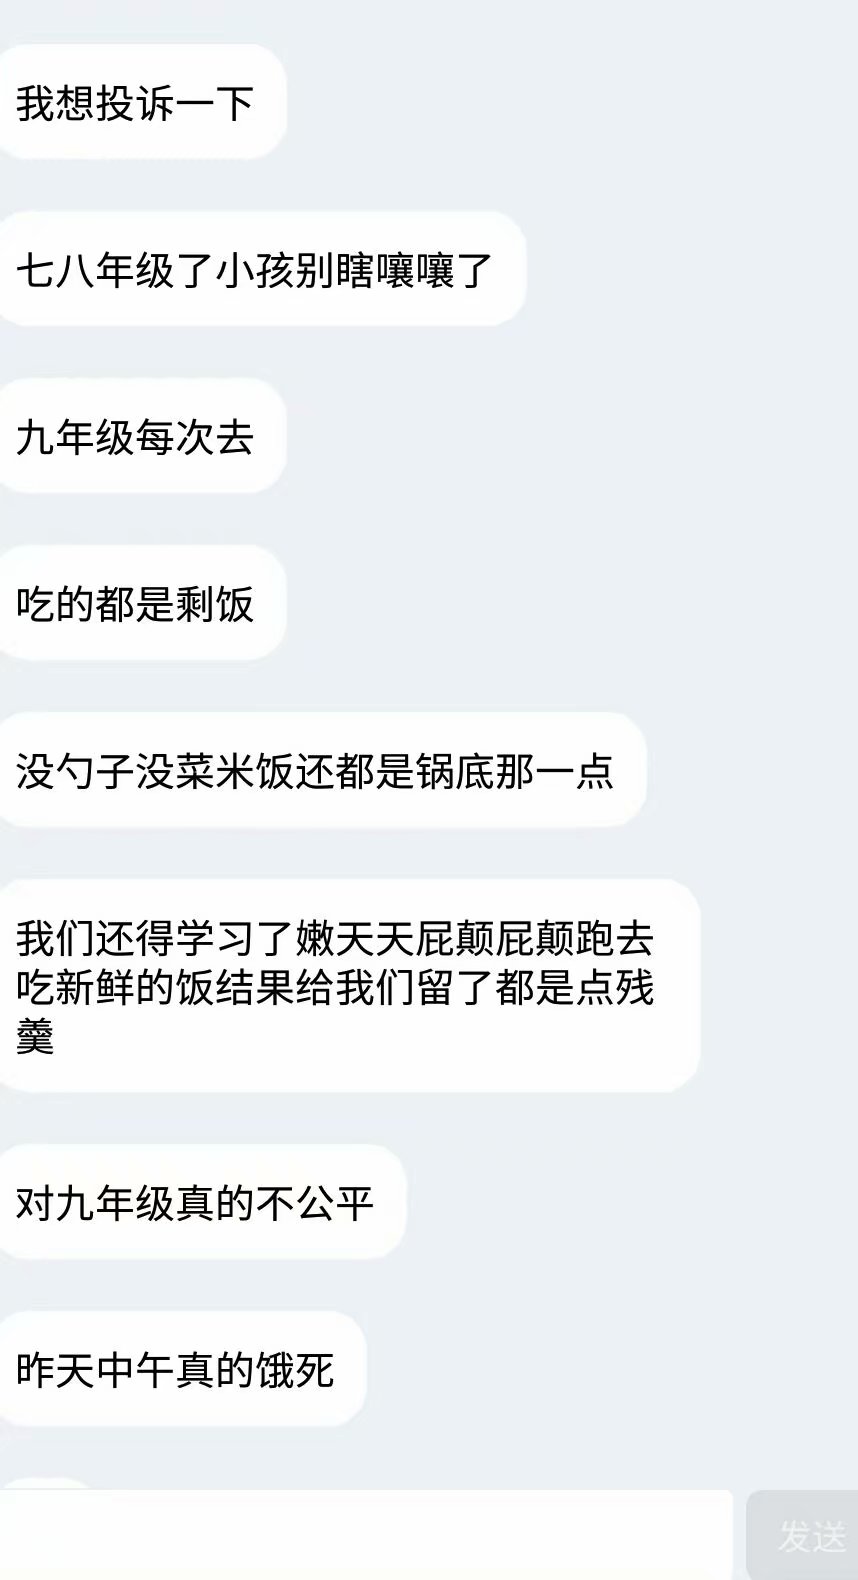 我想投诉一下
七八年级了小孩别瞎嚷嚷了
九年级每次去
吃的都是剩饭
没勺子没菜米饭还都是锅底那一点
我们还得学习了嫩天天屁颠屁颠跑去
吃新鲜的饭结果给我们留了都是点残
羹
对九年级真的不公平
昨天中午真的饿死
发送